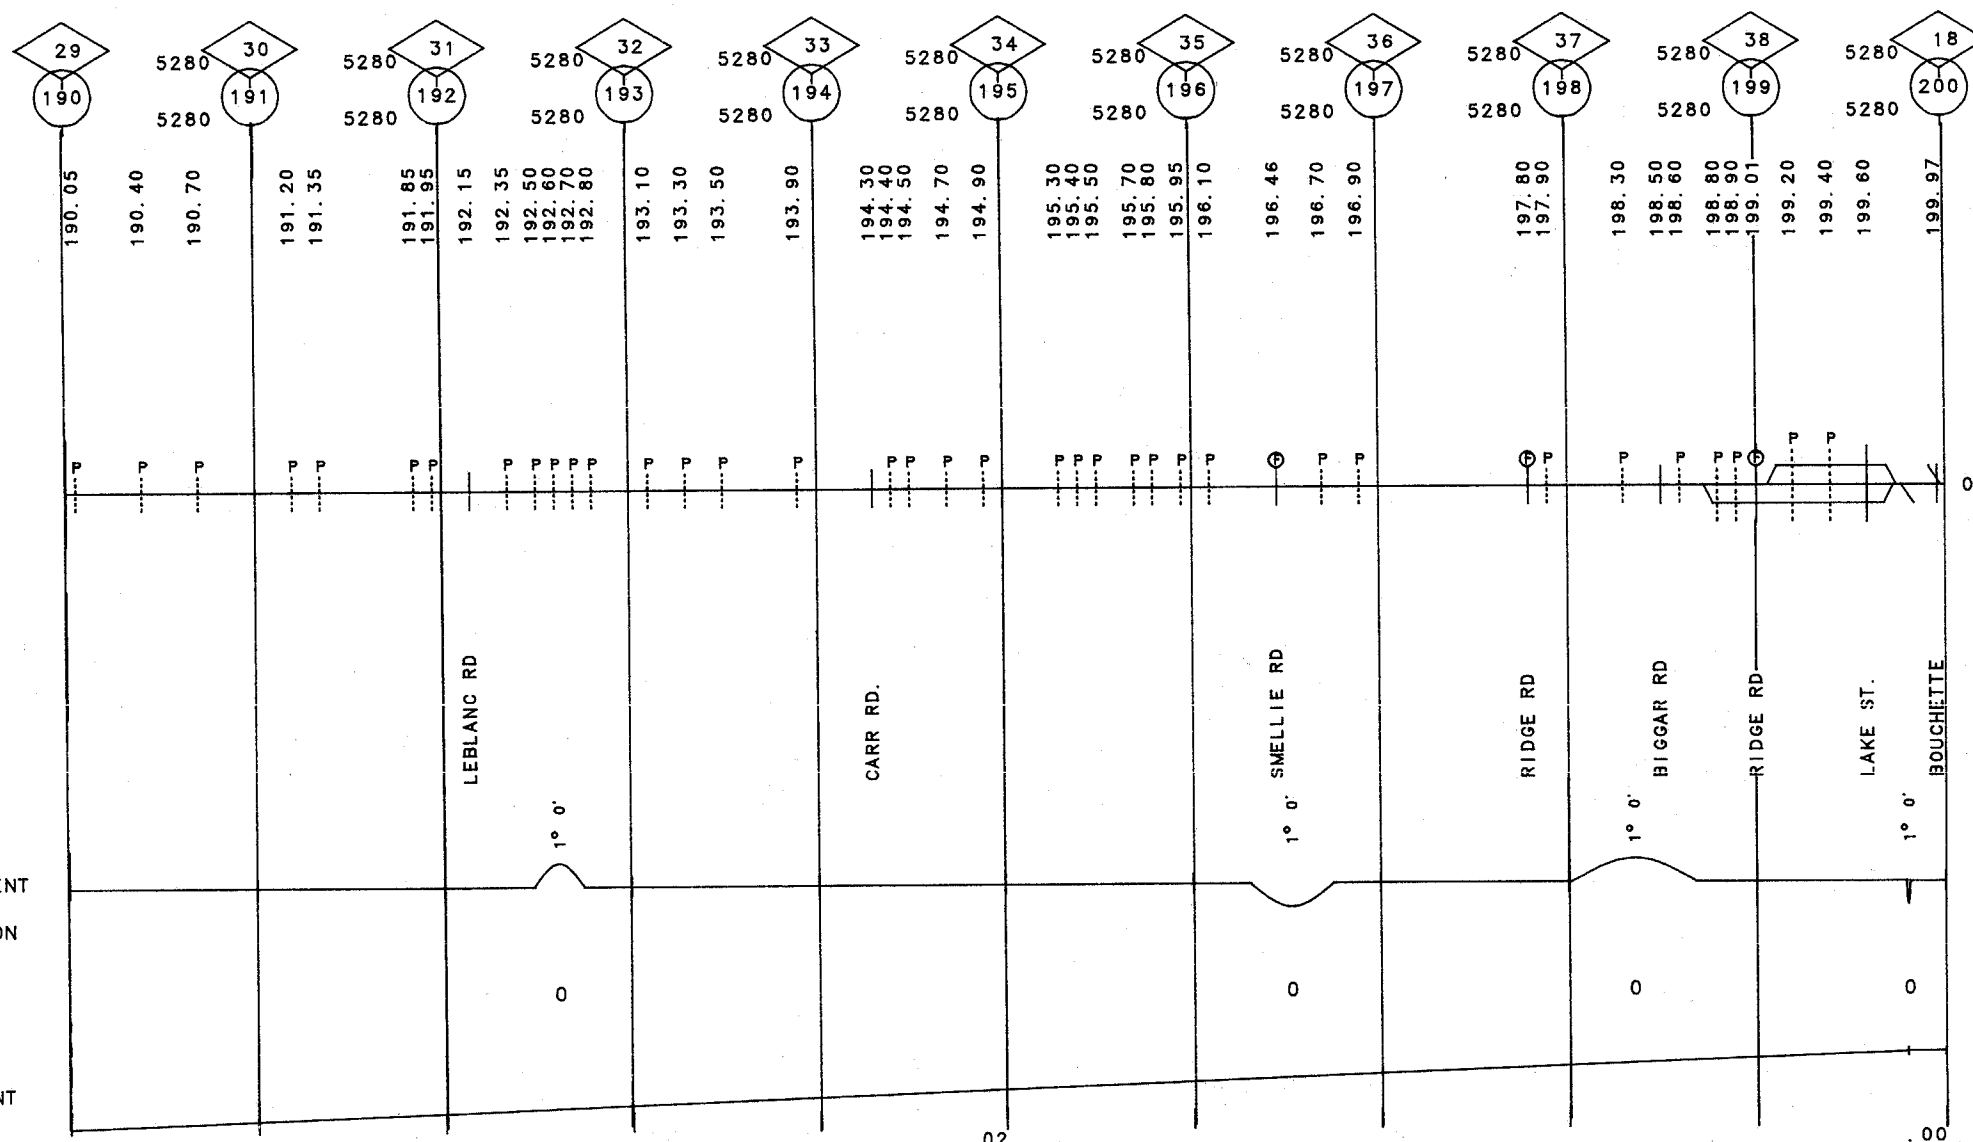 29 30 31 32 33 34 35 36 37 38 18
5280 5280 5280 5280 5280 5280 5280 5280 5280 5280
190 191 192 193 194 195 196 197 198 199 200
5280 5280 5280 5280 5280 5280 5280 5280 5280 5280
190.05
190.40
190.70
191.20
191.35
191.85
191.95
192.15
192.35
192.50
192.60
192.70
192.80
193.10
193.30
193.50
193.90
194.30
194.40
194.50
194.70
194.90
195.30
195.40
195.50
195.70
195.80
195.95
196.10
196.46
196.70
196.90
197.80
197.90
198.30
198.50
198.60
198.80
198.90
199.01
199.20
199.40
199.60
199.97
P P P P P P P P P P P P P P P P P P P P P P P P P P P P F P P F P P P P P F P P
0
LEBLANC RD
CARR RD.
SMELLIE RD
RIDGE RD
BIGGAR RD
RIDGE RD
LAKE ST.
BOUCHETTE
1° 0' 1° 0' 1° 0' 1° 0'
NT
ON
0 0 0 0
NT
.02 .00